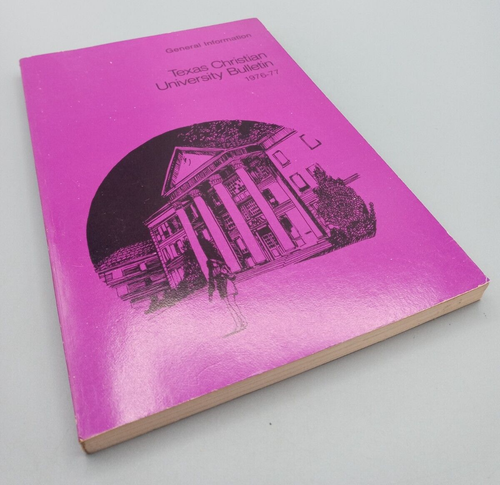 General Information
Texas Christian
University Bulletin
1976-77